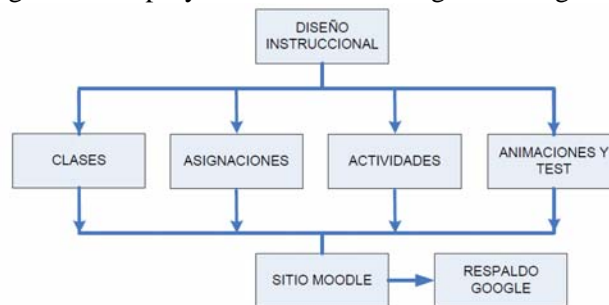 DISEÑO
INSTRUCCIONAL
CLASES
ASIGNACIONES
ACTIVIDADES
ANIMACIONES Y
TEST
SITIO MOODLE
RESPALDO
GOOGLE